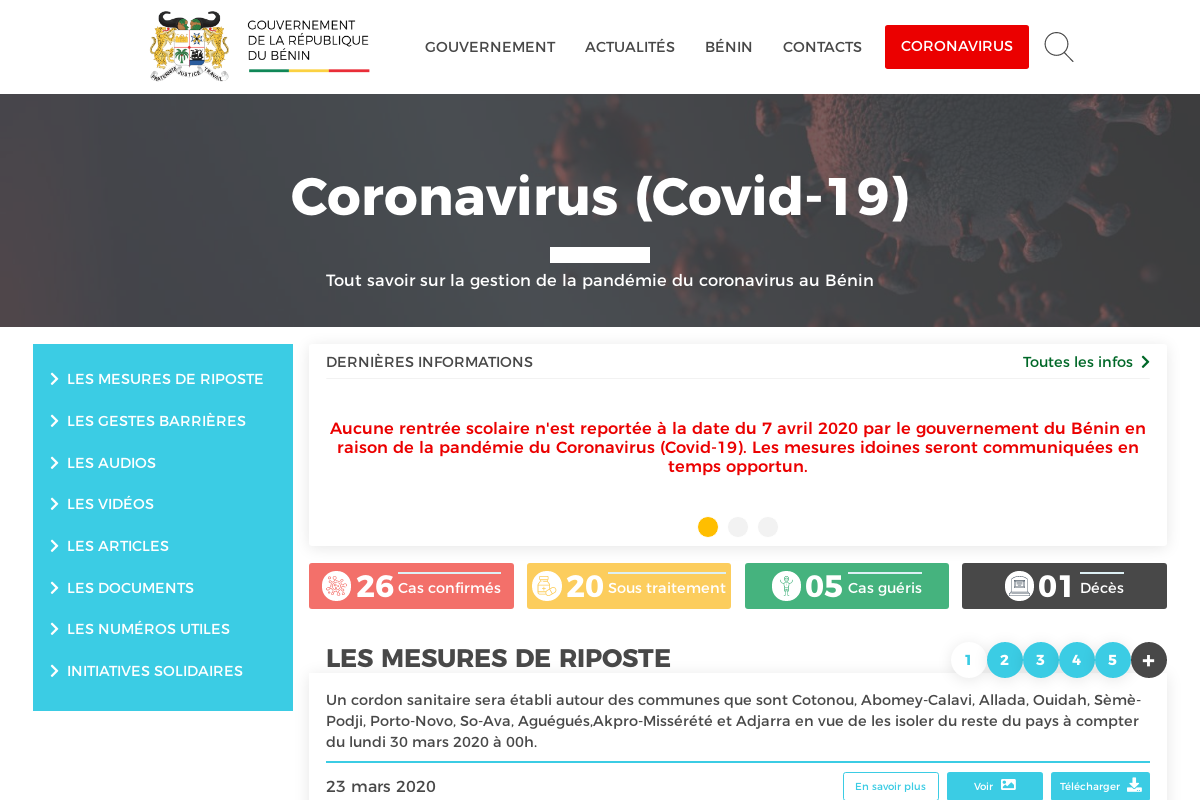 GOUVERNEMENT
DE LA RÉPUBLIQUE
DU BÉNIN
FRATERNITE JUSTICE TRAVAIL
GOUVERNEMENT ACTUALITÉS BÉNIN CONTACTS CORONAVIRUS
Coronavirus (Covid-19)
Tout savoir sur la gestion de la pandémie du coronavirus au Bénin
LES MESURES DE RIPOSTE
LES GESTES BARRIÈRES
LES AUDIOS
LES VIDÉOS
LES ARTICLES
LES DOCUMENTS
LES NUMÉROS UTILES
INITIATIVES SOLIDAIRES
DERNIÈRES INFORMATIONS Toutes les infos
Aucune rentrée scolaire n'est reportée à la date du 7 avril 2020 par le gouvernement du Bénin en
raison de la pandémie du Coronavirus (Covid-19). Les mesures idoines seront communiquées en
temps opportun.
26 Cas confirmés 20 Sous traitement 05 Cas guéris 01 Décès
LES MESURES DE RIPOSTE 1 2 3 4 5 +
Un cordon sanitaire sera établi autour des communes que sont Cotonou, Abomey-Calavi, Allada, Ouidah, Sèmè-
Podji, Porto-Novo, So-Ava, Aguégués,Akpro-Missérété et Adjarra en vue de les isoler du reste du pays à compter
du lundi 30 mars 2020 à 00h.
23 mars 2020 En savoir plus Voir Télécharger